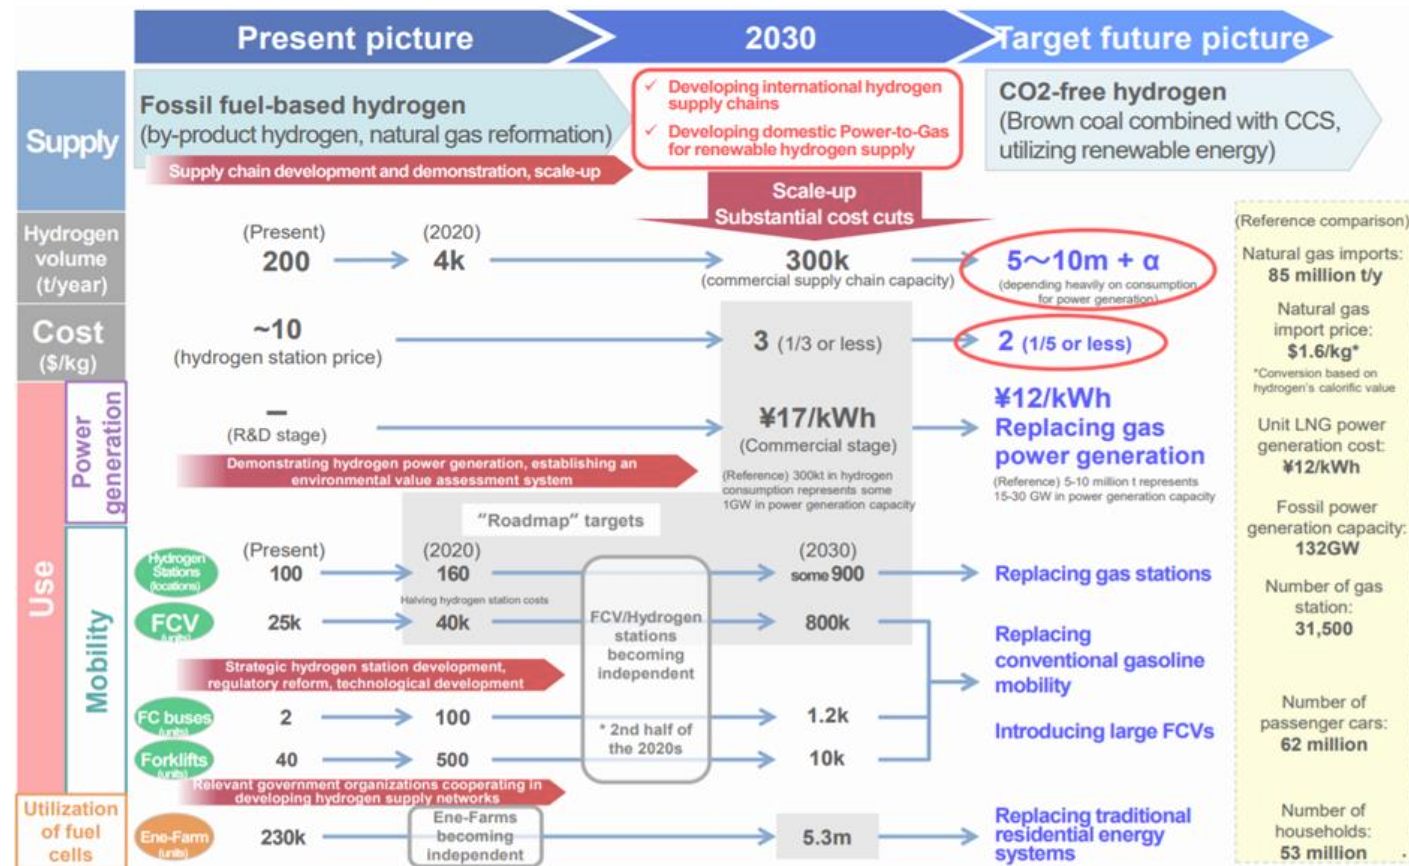 Present picture
2030
Target future picture
Supply
Fossil fuel-based hydrogen
(by-product hydrogen, natural gas reformation)
Supply chain development and demonstration, scale-up
✓ Developing international hydrogen
supply chains
✓ Developing domestic Power-to-Gas
for renewable hydrogen supply
CO2-free hydrogen
(Brown coal combined with CCS,
utilizing renewable energy)
Scale-up
Substantial cost cuts
Hydrogen
volume
(t/year)
(Present)
200
(2020)
4k
300k
(commercial supply chain capacity)
5～10m + α
(depending heavily on consumption
for power generation)
Cost
($/kg)
~10
(hydrogen station price)
3 (1/3 or less)
2 (1/5 or less)
Use
Power
generation
–
(R&D stage)
¥17/kWh
(Commercial stage)
¥12/kWh
Replacing gas
power generation
Demonstrating hydrogen power generation, establishing an
environmental value assessment system
(Reference) 300kt in hydrogen
consumption represents some
1GW in power generation capacity
(Reference) 5-10 million t represents
15-30 GW in power generation capacity
"Roadmap" targets
Mobility
Hydrogen
Stations
(locations)
(Present)
100
(2020)
160
(2030)
some 900
Replacing gas stations
Halving hydrogen station costs
FCV
(units)
25k
40k
800k
FCV/Hydrogen
stations
becoming
independent
* 2nd half of
the 2020s
Replacing
conventional gasoline
mobility
Strategic hydrogen station development,
regulatory reform, technological development
FC buses
(units)
2
100
1.2k
Introducing large FCVs
Forklifts
(units)
40
500
10k
Relevant government organizations cooperating in
developing hydrogen supply networks
Utilization
of fuel
cells
Ene-Farm
(units)
230k
Ene-Farms
becoming
independent
5.3m
Replacing traditional
residential energy
systems
(Reference comparison)
Natural gas imports:
85 million t/y
Natural gas
import price:
$1.6/kg*
*Conversion based on
hydrogen's calorific value
Unit LNG power
generation cost:
¥12/kWh
Fossil power
generation capacity:
132GW
Number of gas
station:
31,500
Number of
passenger cars:
62 million
Number of
households:
53 million